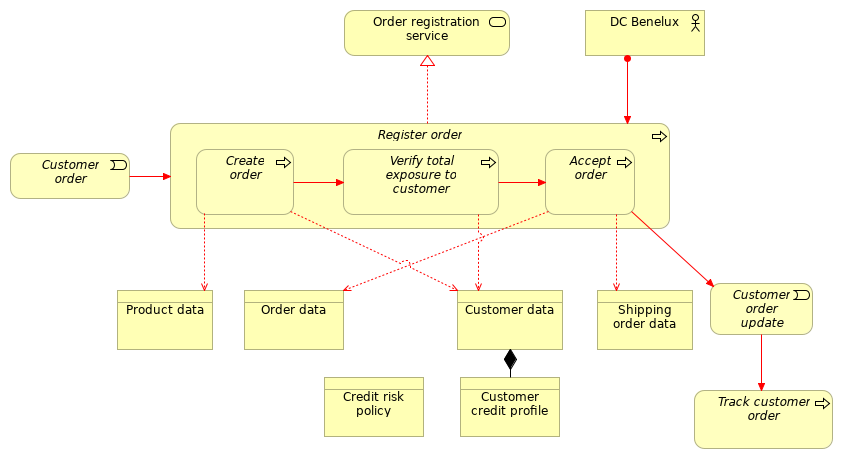 Order registration
service
DC Benelux
Register order
Customer
order
Create
order
Verify total
exposure to
customer
Accept
order
Product data
Order data
Customer data
Shipping
order data
Customer
order
update
Credit risk
policy
Customer
credit profile
Track customer
order